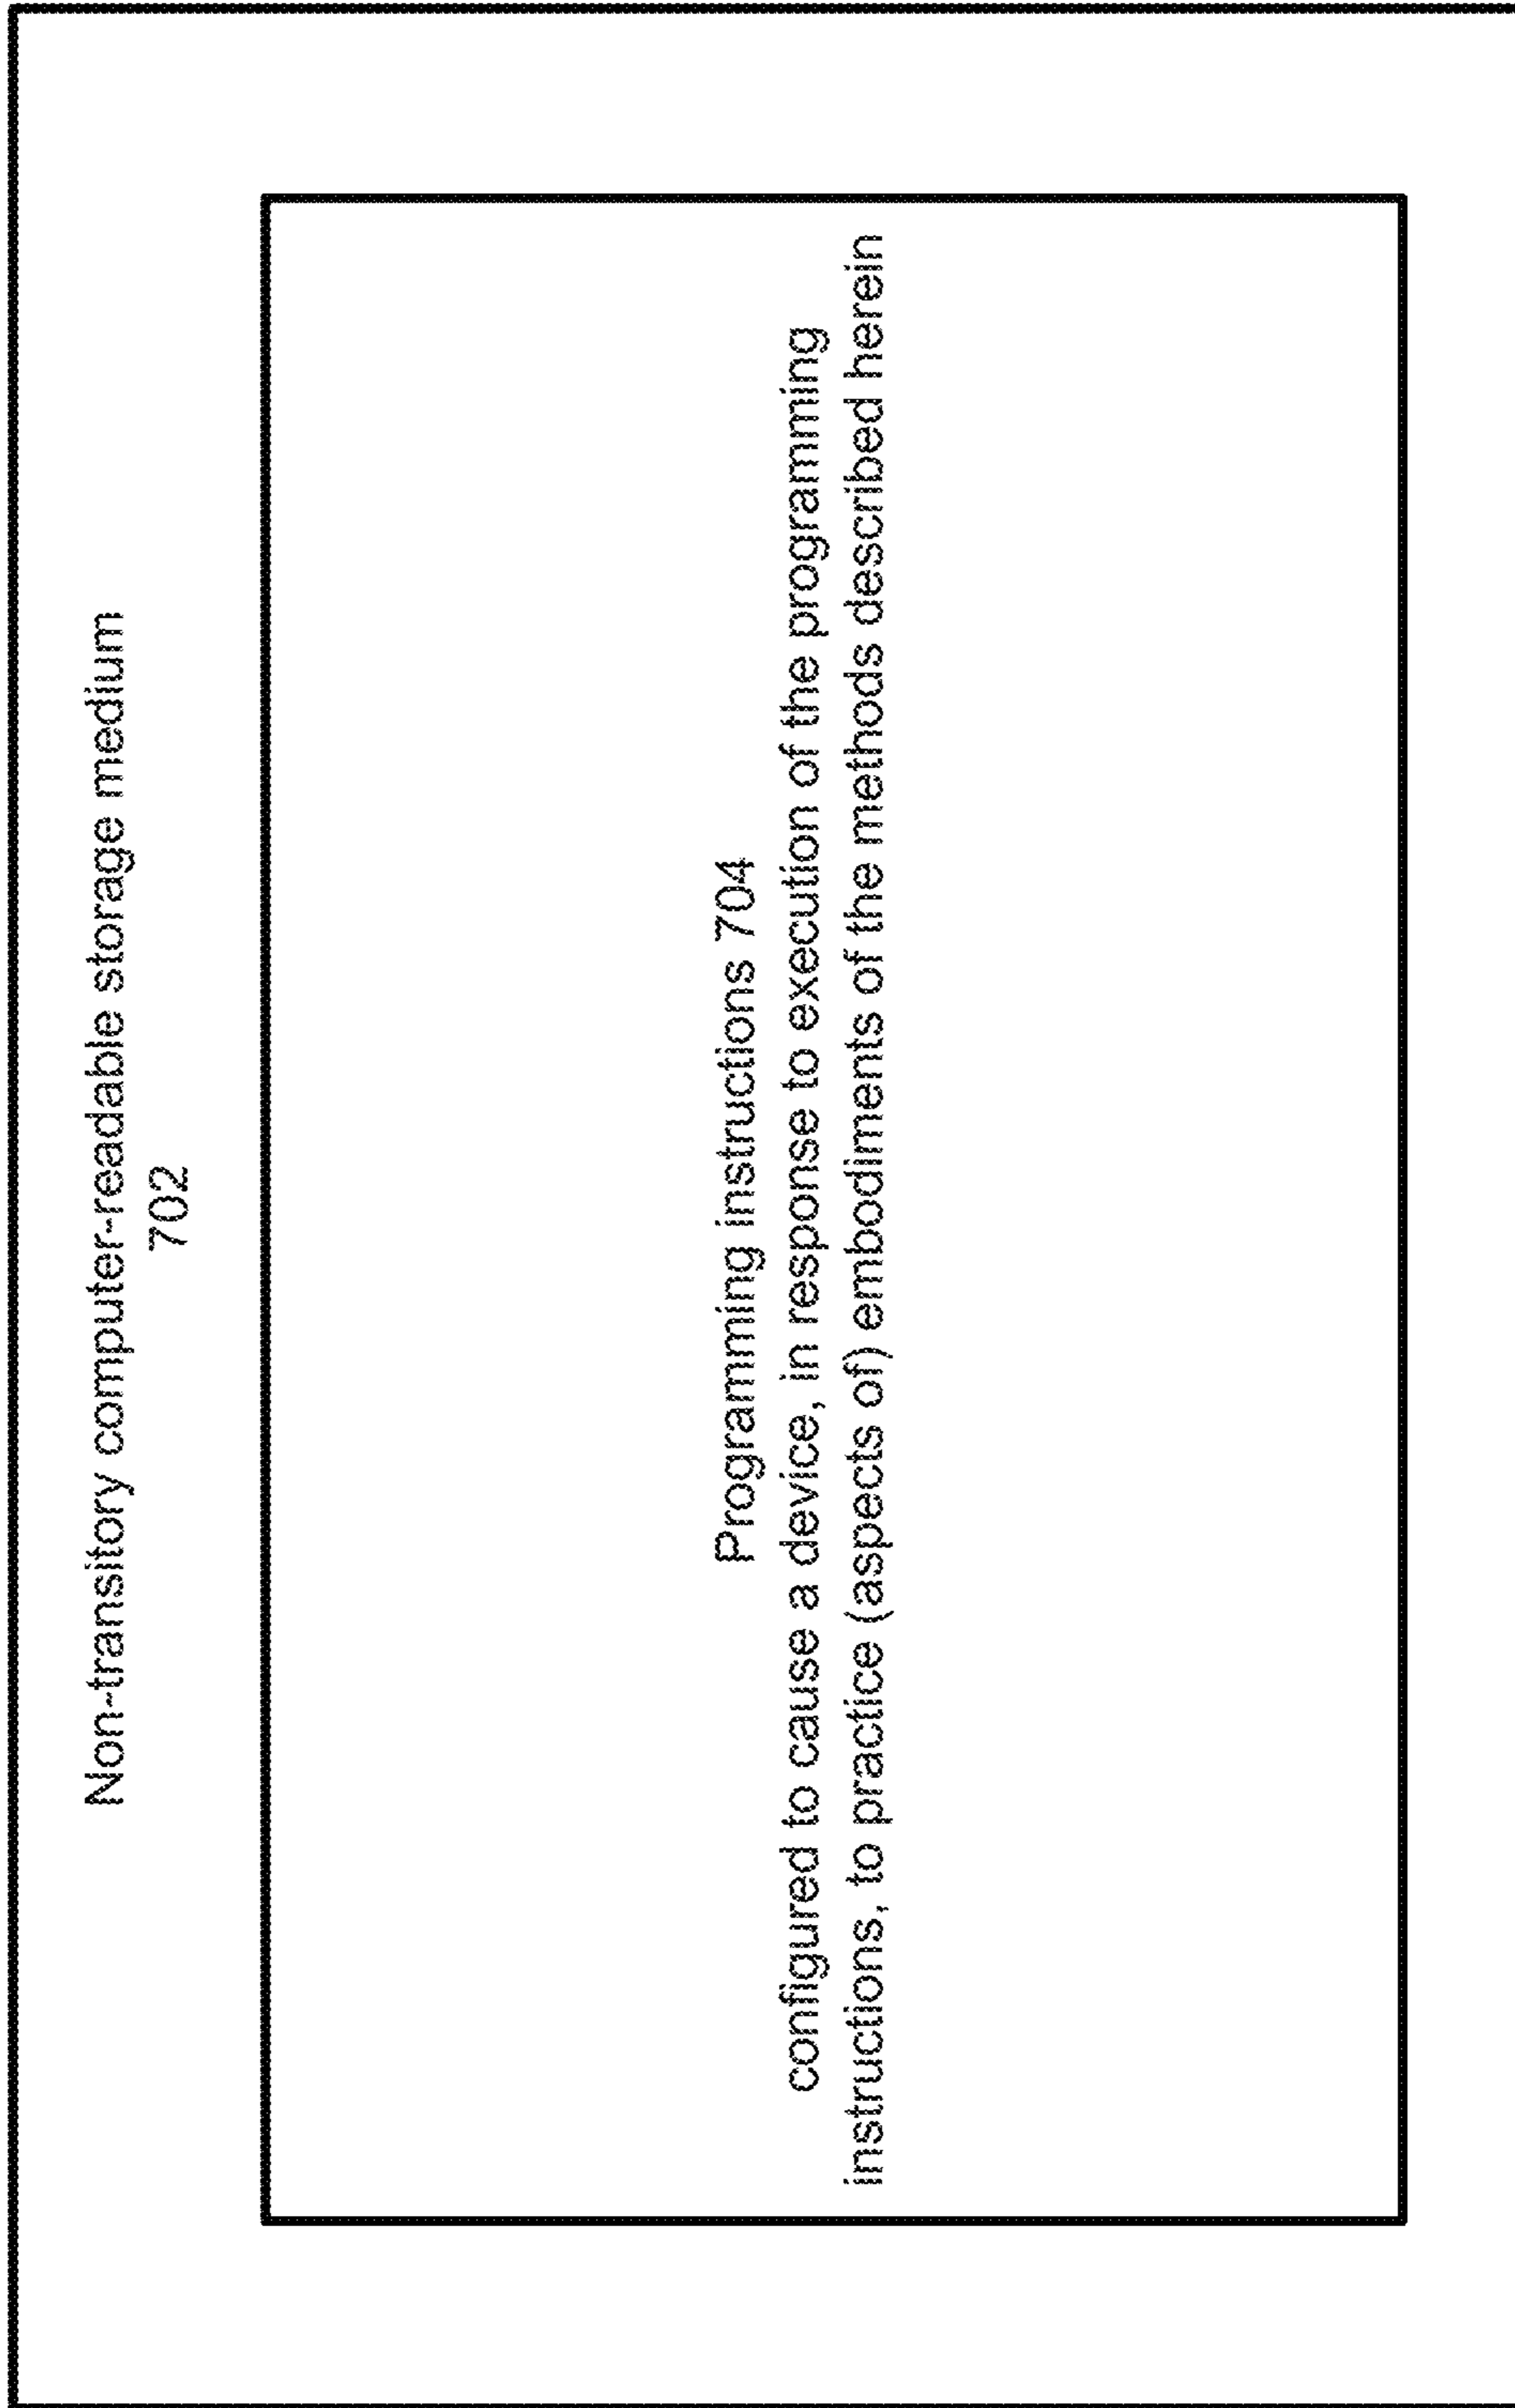 Non-transitory computer-readable storage medium
702
Programming instructions 704
configured to cause a device, in response to execution of the programming
instructions, to practice (aspects of) embodiments of the methods described herein